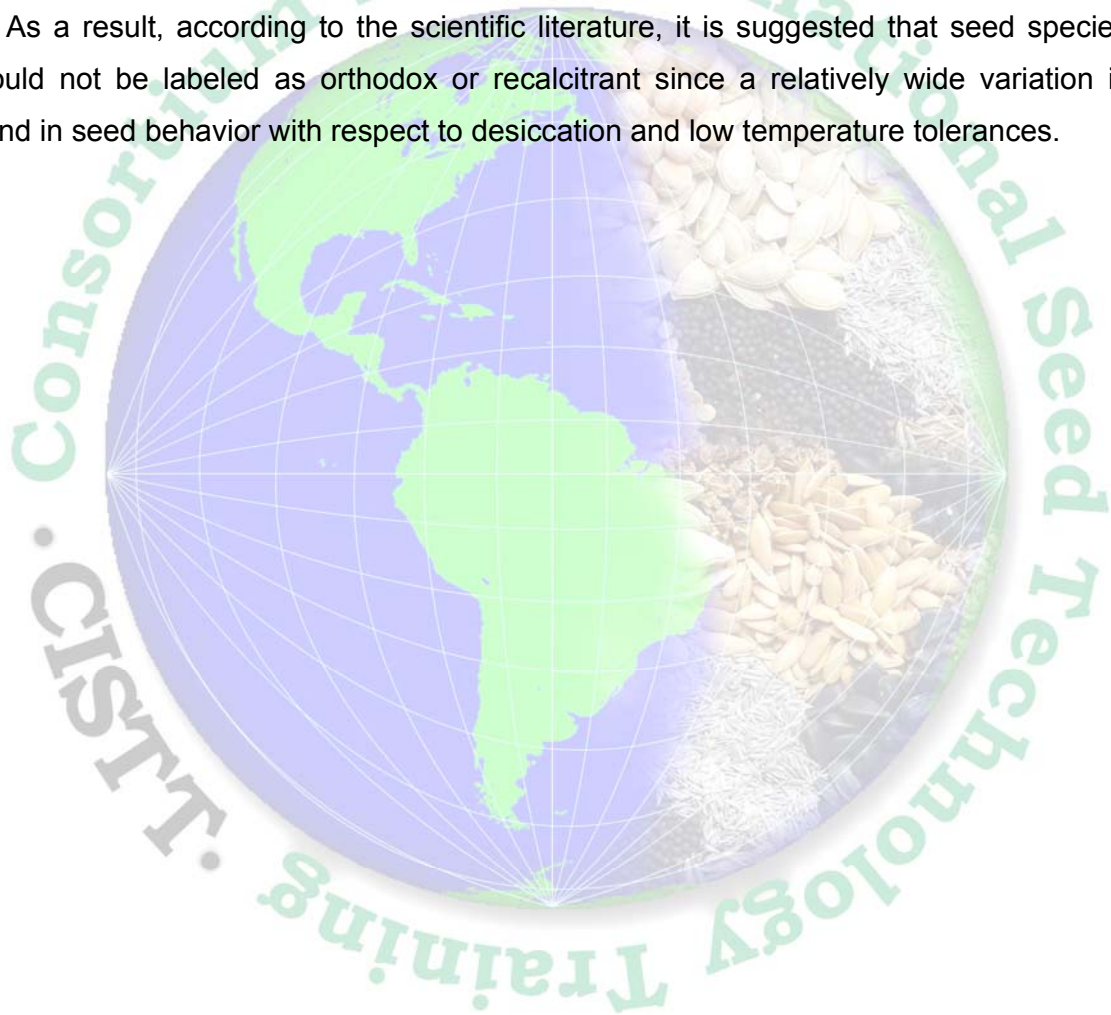 As a result, according to the scientific literature, it is suggested that seed specie
ould not be labeled as orthodox or recalcitrant since a relatively wide variation i
nd in seed behavior with respect to desiccation and low temperature tolerances.
Seed Technology Training
· CISTT.